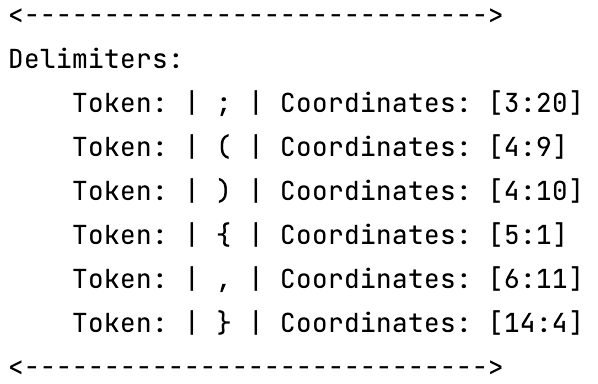 <----------------------------->
Delimiters:
    Token: | ; | Coordinates: [3:20]
    Token: | ( | Coordinates: [4:9]
    Token: | ) | Coordinates: [4:10]
    Token: | { | Coordinates: [5:1]
    Token: | , | Coordinates: [6:11]
    Token: | } | Coordinates: [14:4]
<----------------------------->